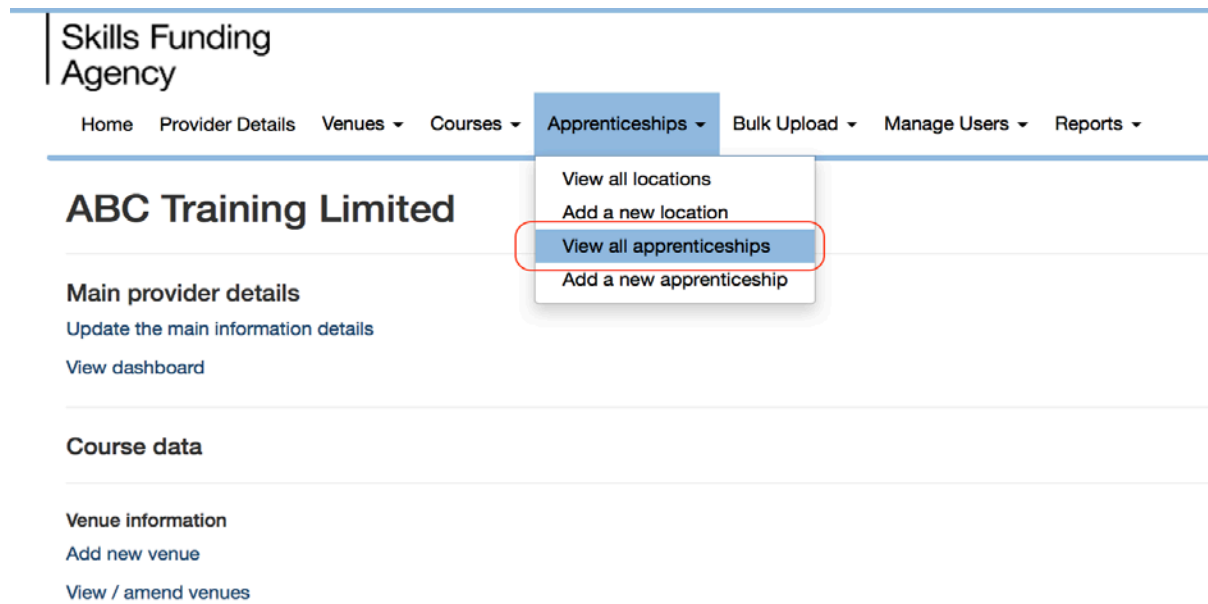 Skills Funding
Agency
Home Provider Details Venues Courses Apprenticeships Bulk Upload Manage Users Reports
View all locations
Add a new location
View all apprenticeships
Add a new apprenticeship
ABC Training Limited
Main provider details
Update the main information details
View dashboard
Course data
Venue information
Add new venue
View / amend venues